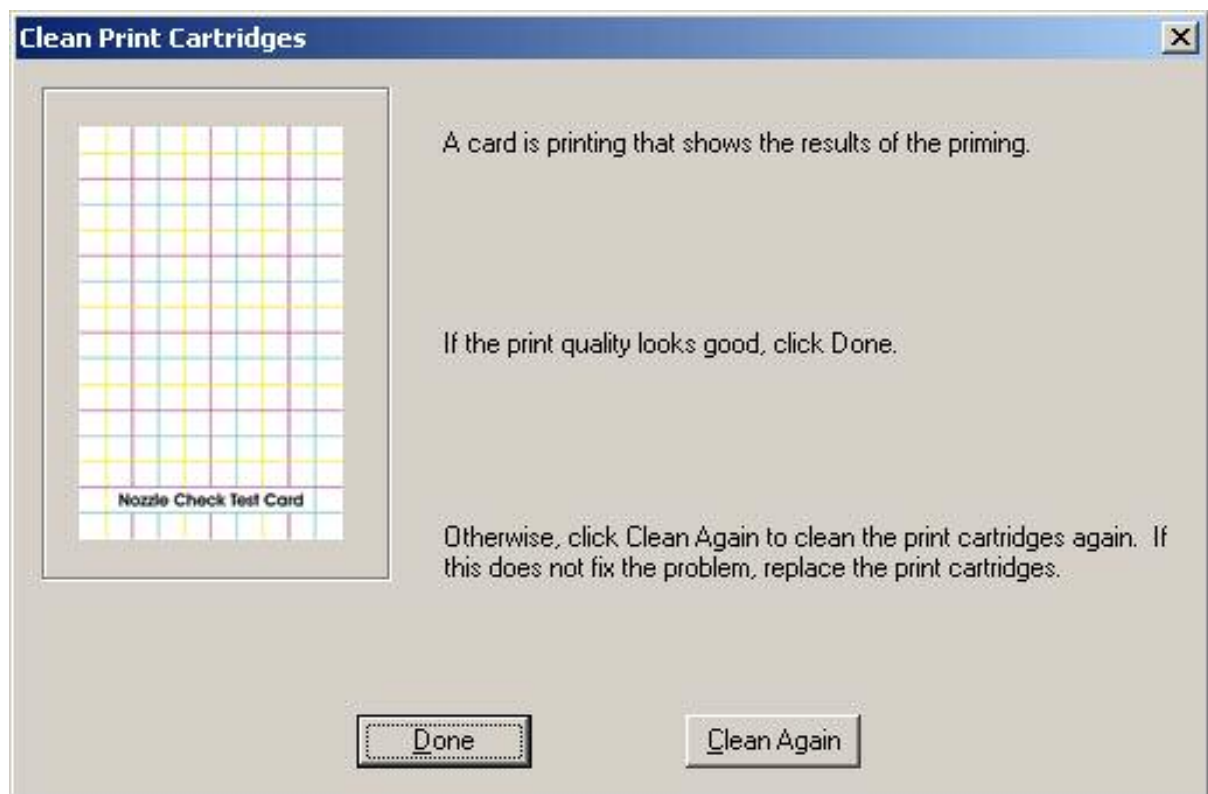 Clean Print Cartridges
A card is printing that shows the results of the priming.
If the print quality looks good, click Done.
Nozzle Check Test Card
Otherwise, click Clean Again to clean the print cartridges again.  If
this does not fix the problem, replace the print cartridges.
Done
Clean Again